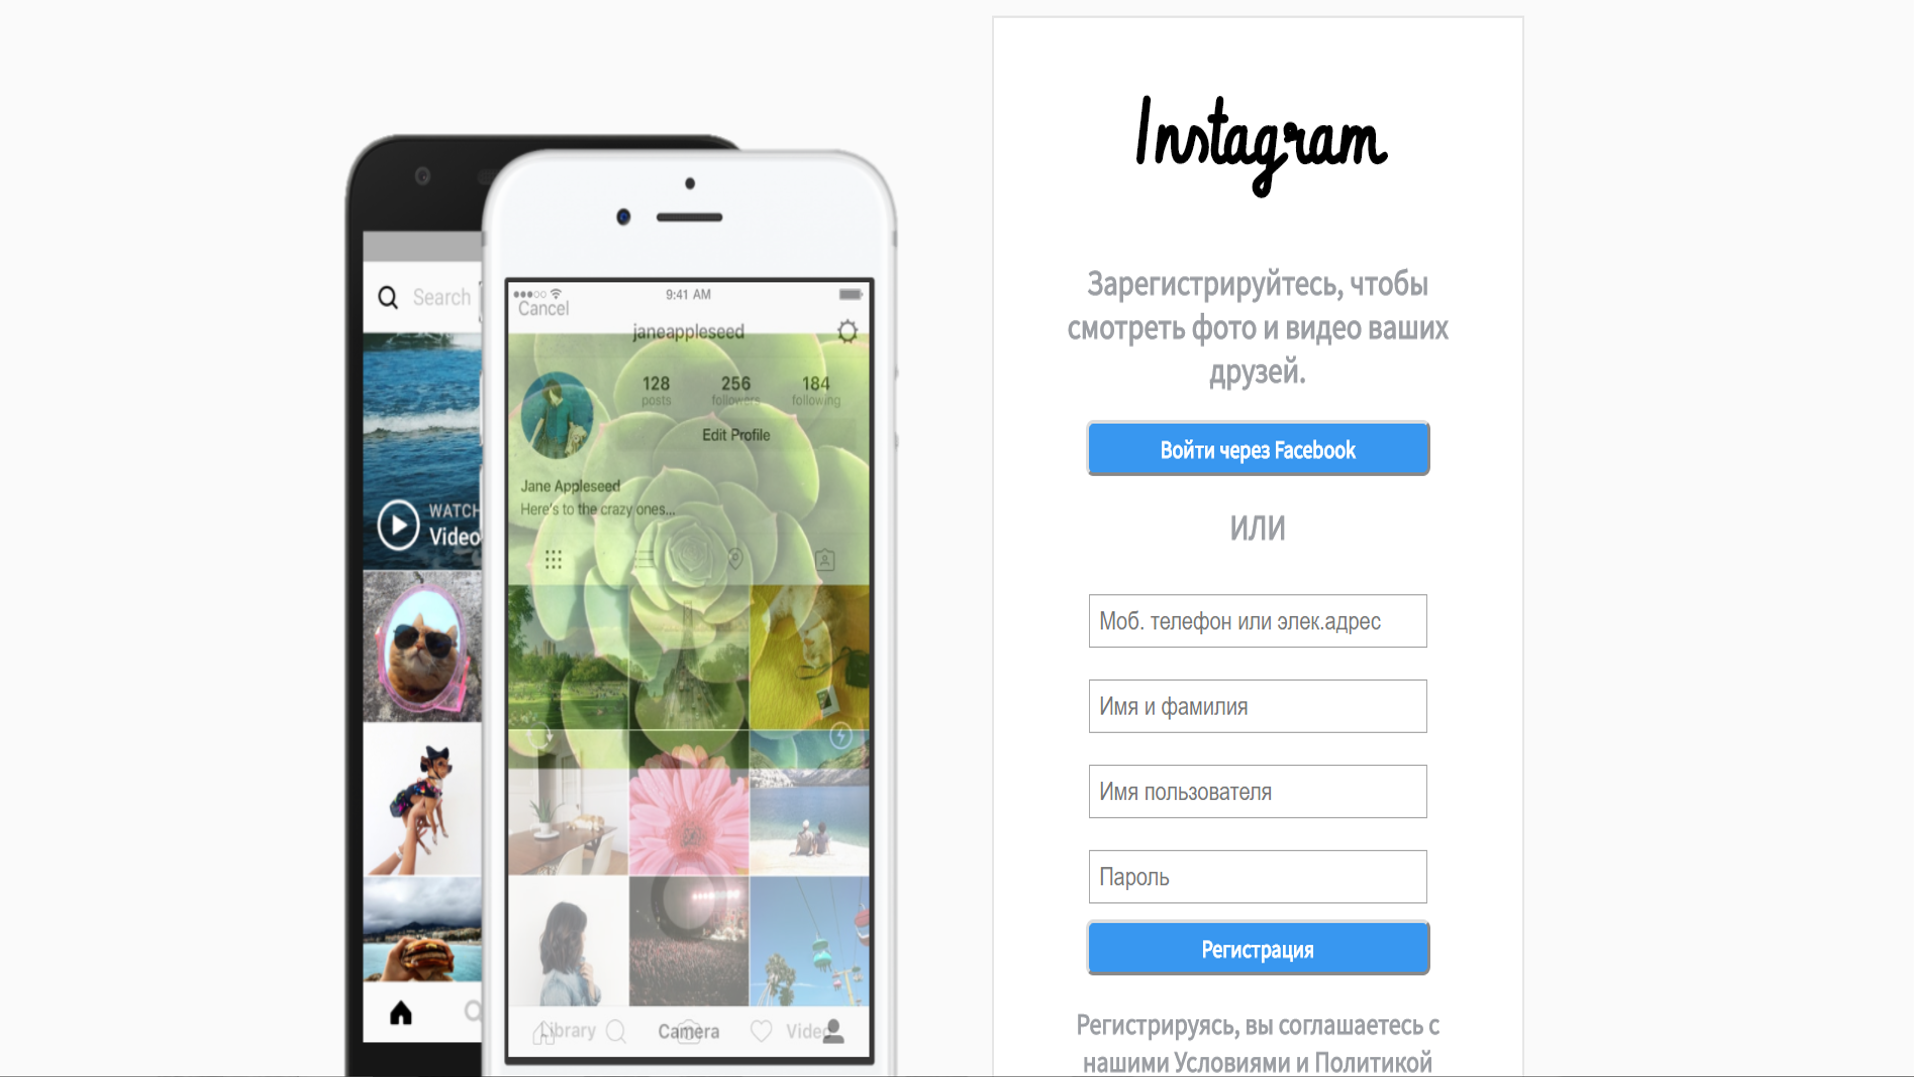 Search
WATCH
Video
9:41 AM
Cancel
janeappleseed
128
posts
256
followers
184
following
Edit Profile
Jane Appleseed
Here's to the crazy ones...
Library
Camera
Video
Instagram
Зарегистрируйтесь, чтобы
смотреть фото и видео ваших
друзей.
Войти через Facebook
ИЛИ
Моб. телефон или элек.адрес
Имя и фамилия
Имя пользователя
Пароль
Регистрация
Регистрируясь, вы соглашаетесь с
нашими Условиями и Политикой